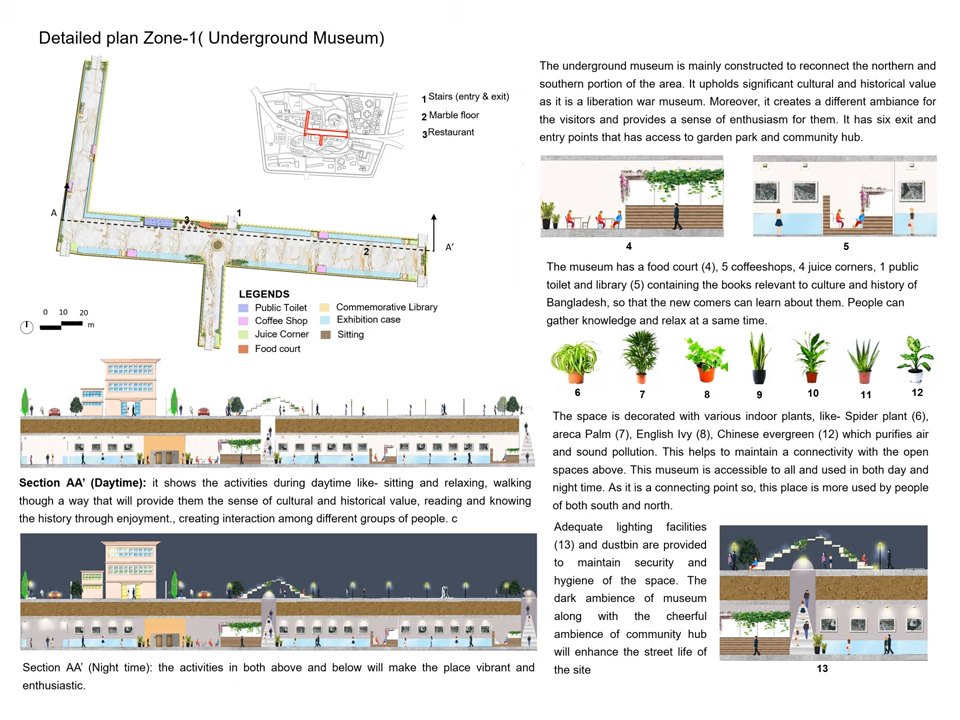 Detailed plan Zone-1( Underground Museum)
1 Stairs (entry & exit)
2 Marble floor
3 Restaurant
A
3
1
2
A’
0 10 20
m
LEGENDS
Public Toilet
Coffee Shop
Juice Corner
Food court
Commemorative Library
Exhibition case
Sitting
Section AA’ (Daytime): it shows the activities during daytime like- sitting and relaxing, walking
though a way that will provide them the sense of cultural and historical value, reading and knowing
the history through enjoyment., creating interaction among different groups of people. c
Section AA’ (Night time): the activities in both above and below will make the place vibrant and
enthusiastic.
The underground museum is mainly constructed to reconnect the northern and
southern portion of the area. It upholds significant cultural and historical value
as it is a liberation war museum. Moreover, it creates a different ambiance for
the visitors and provides a sense of enthusiasm for them. It has six exit and
entry points that has access to garden park and community hub.
4
5
The museum has a food court (4), 5 coffeeshops, 4 juice corners, 1 public
toilet and library (5) containing the books relevant to culture and history of
Bangladesh, so that the new comers can learn about them. People can
gather knowledge and relax at a same time.
6
7
8
9
10
11
12
The space is decorated with various indoor plants, like- Spider plant (6),
areca Palm (7), English Ivy (8), Chinese evergreen (12) which purifies air
and sound pollution. This helps to maintain a connectivity with the open
spaces above. This museum is accessible to all and used in both day and
night time. As it is a connecting point so, this place is more used by people
of both south and north.
Adequate lighting facilities
(13) and dustbin are provided
to maintain security and
hygiene of the space. The
dark ambience of museum
along with the cheerful
ambience of community hub
will enhance the street life of
the site
13